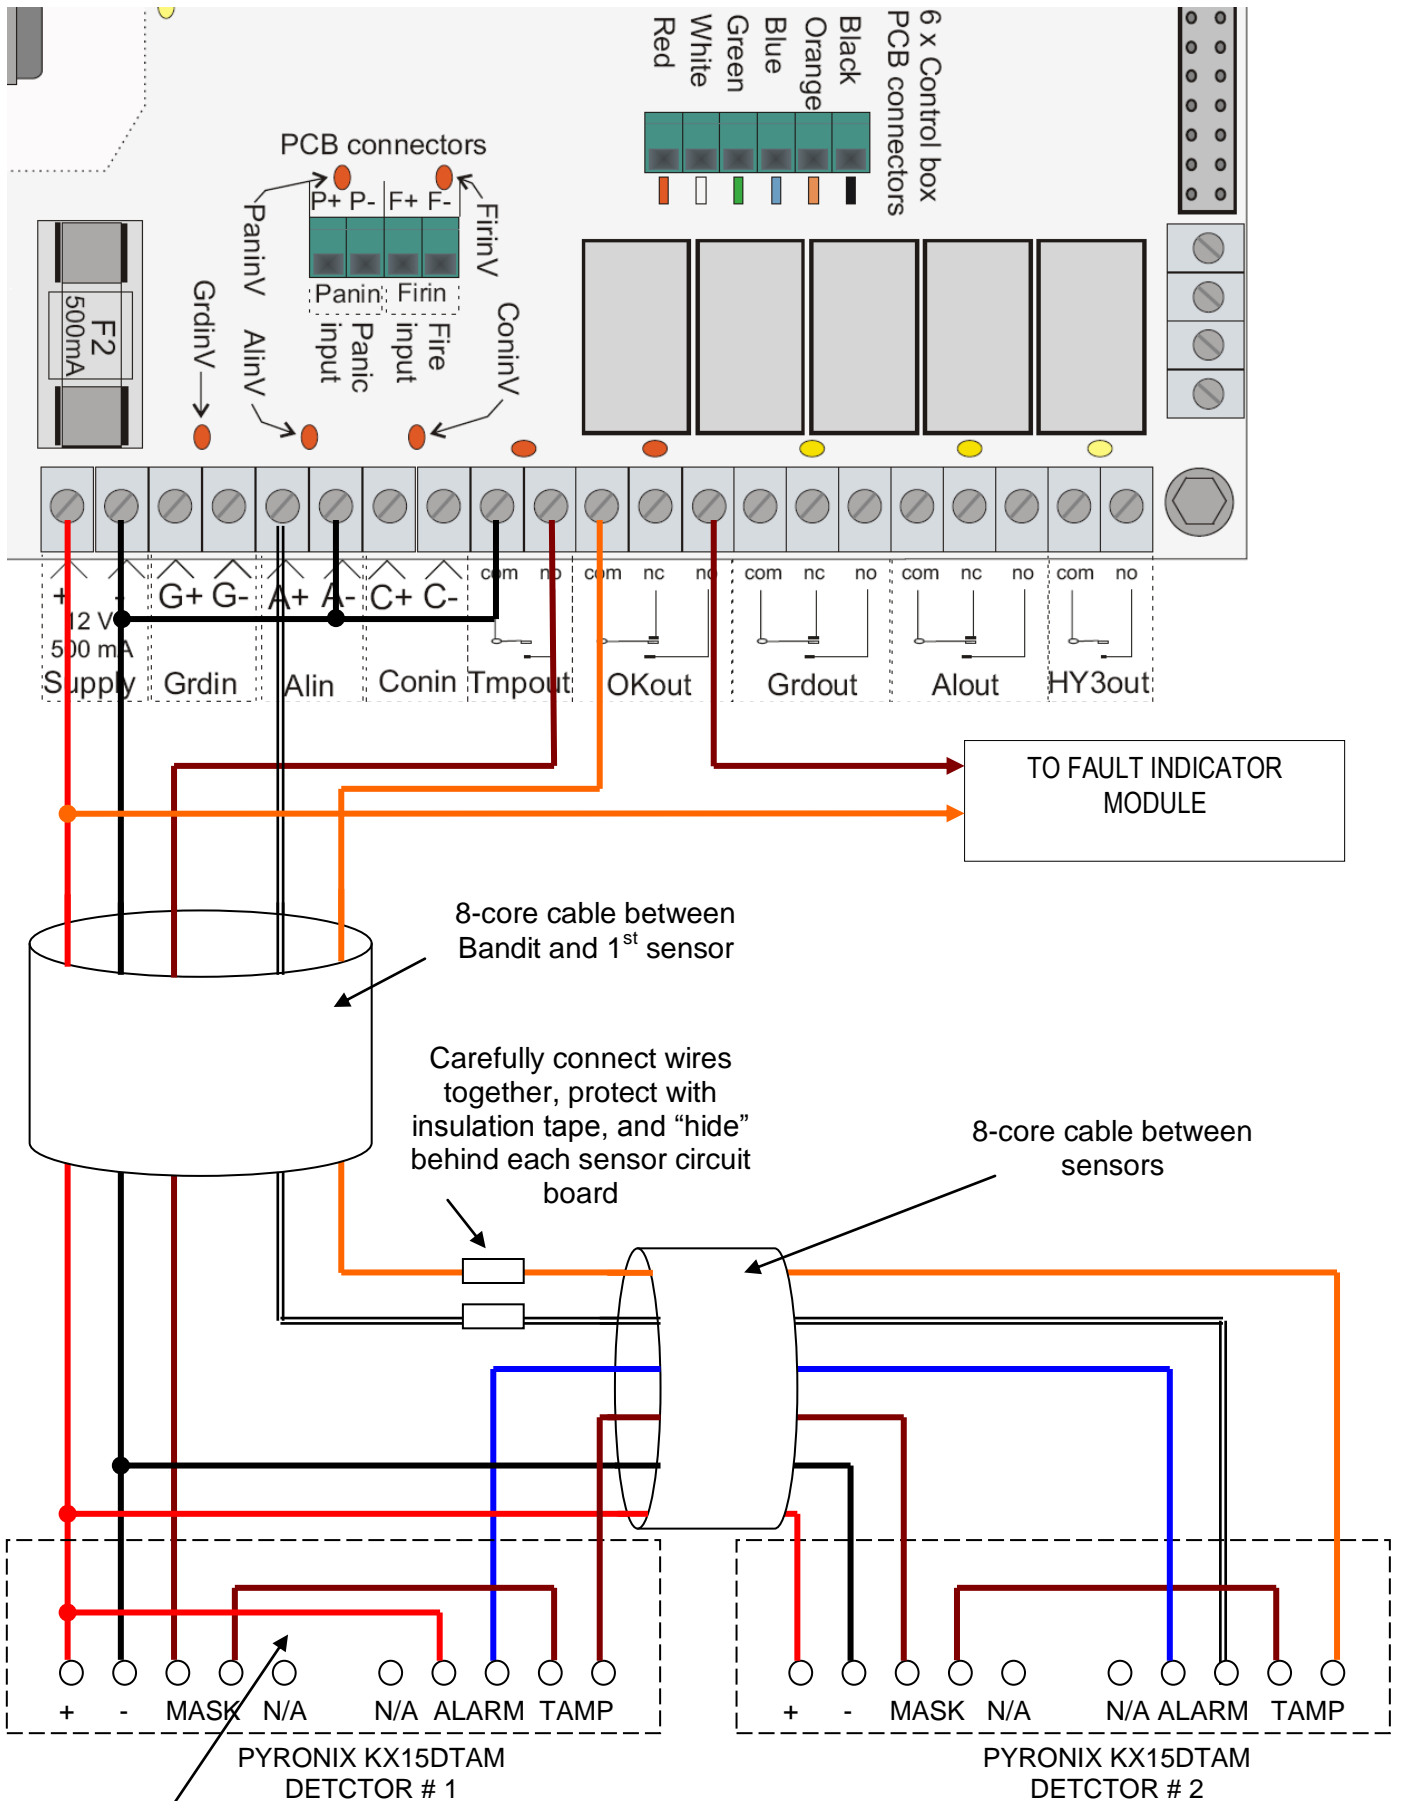 Red
White
Green
Blue
Orange
Black
6 x Control box
PCB connectors
PCB connectors
P+ P- F+ F-
PaninV
FirinV
Panin
Firin
Panic
input
Fire
input
GrdinV
AlinV
ConinV
F2
500mA
+ - G+ G- A+ A- C+ C-
12 V
500 mA
com no com nc no com nc no com nc no com no
Supply Grdin Alin Conin Tmpout OKout Grdout Alout HY3out
TO FAULT INDICATOR
MODULE
8-core cable between
Bandit and 1st sensor
Carefully connect wires
together, protect with
insulation tape, and “hide”
behind each sensor circuit
board
8-core cable between
sensors
+ - MASK N/A N/A ALARM TAMP
+ - MASK N/A N/A ALARM TAMP
PYRONIX KX15DTAM
DETCTOR # 1
PYRONIX KX15DTAM
DETCTOR # 2